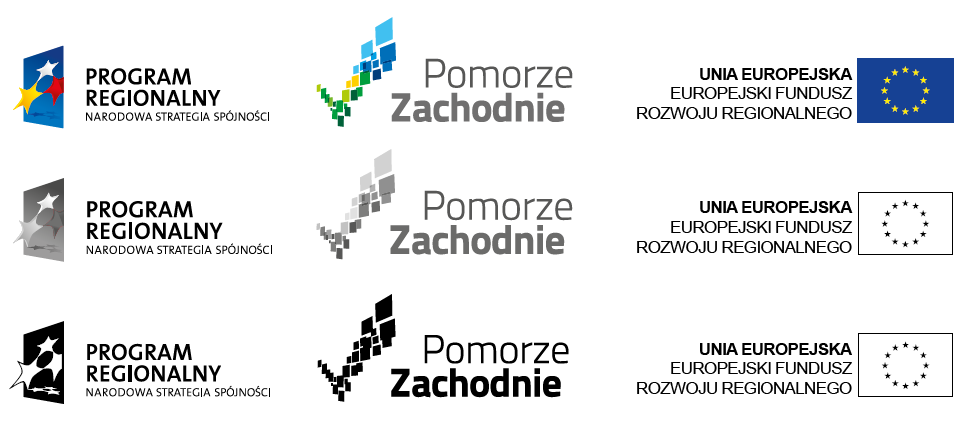 PROGRAM
REGIONALNY
NARODOWA STRATEGIA SPÓJNOŚCI
Pomorze
Zachodnie
UNIA EUROPEJSKA
EUROPEJSKI FUNDUSZ
ROZWOJU REGIONALNEGO
PROGRAM
REGIONALNY
NARODOWA STRATEGIA SPÓJNOŚCI
Pomorze
Zachodnie
UNIA EUROPEJSKA
EUROPEJSKI FUNDUSZ
ROZWOJU REGIONALNEGO
PROGRAM
REGIONALNY
NARODOWA STRATEGIA SPÓJNOŚCI
Pomorze
Zachodnie
UNIA EUROPEJSKA
EUROPEJSKI FUNDUSZ
ROZWOJU REGIONALNEGO